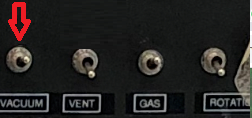 VACUUM VENT GAS ROTATI